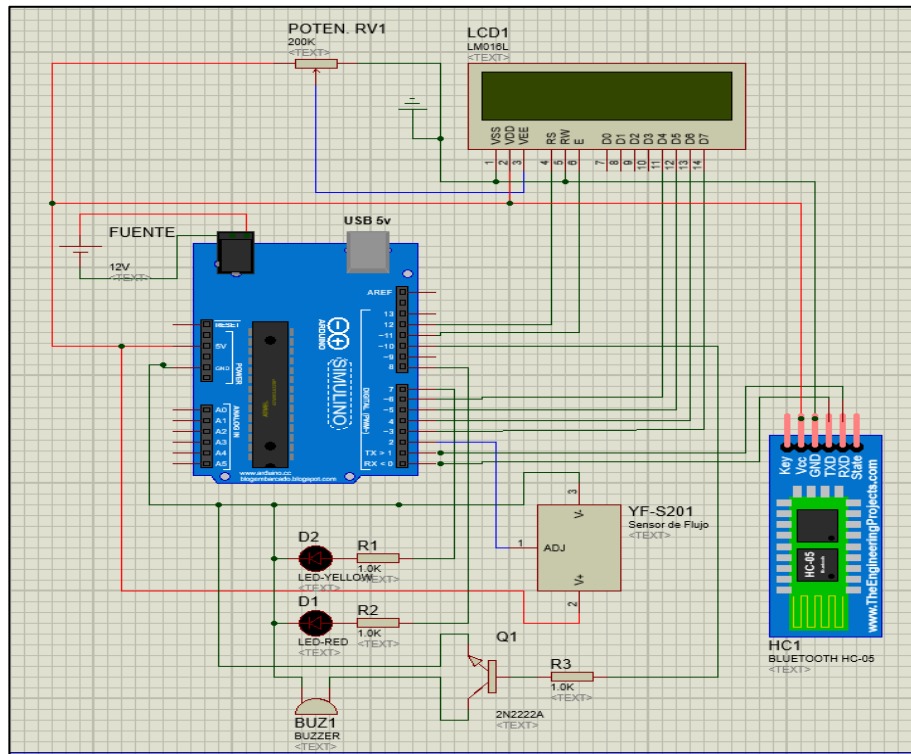 POTEN. RV1
200K
<TEXT>
LCD1
LM016L
<TEXT>
VSS
VDD
VEE
RS
RW
E
D0
D1
D2
D3
D4
D5
D6
D7
1
2
3
4
5
6
7
8
9
10
11
12
13
14
FUENTE
12V
<TEXT>
USB 5v
AREF
13
12
~11
~10
~9
8
RESET
5V
GND
POWER
ARDUINO
SIMULINO
DIGITAL (PWM~)
7
~6
~5
4
~3
2
TX > 1
RX < 0
A0
A1
A2
A3
A4
A5
ANALOG IN
www.arduino.cc
blogembarcado.blogspot.com
Key
Vcc
GND
TXD
RXD
State
HC-05
Bluetooth
www.TheEngineeringProjects.com
HC1
BLUETOOTH HC-05
<TEXT>
3
V-
1
ADJ
V+
2
YF-S201
Sensor de Flujo
<TEXT>
D2
LED-YELLOW
<TEXT>
R1
1.0K
<TEXT>
D1
LED-RED
<TEXT>
R2
1.0K
<TEXT>
Q1
2N2222A
<TEXT>
R3
1.0K
<TEXT>
BUZ1
BUZZER
<TEXT>